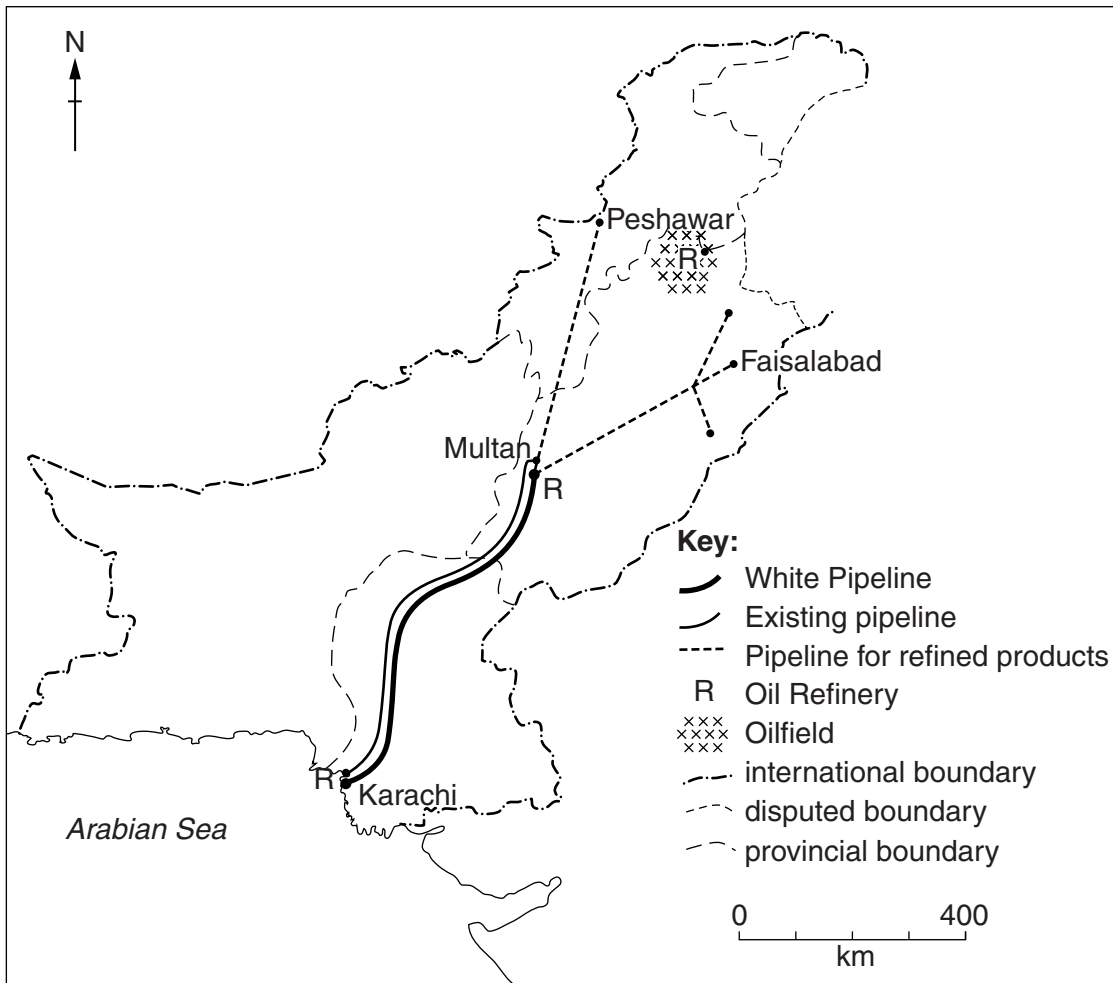 N
Peshawar
R
Faisalabad
Multan
R
Key:
White Pipeline
Existing pipeline
Pipeline for refined products
R Oil Refinery
Oilfield
international boundary
disputed boundary
provincial boundary
R
Karachi
Arabian Sea
0 400
km